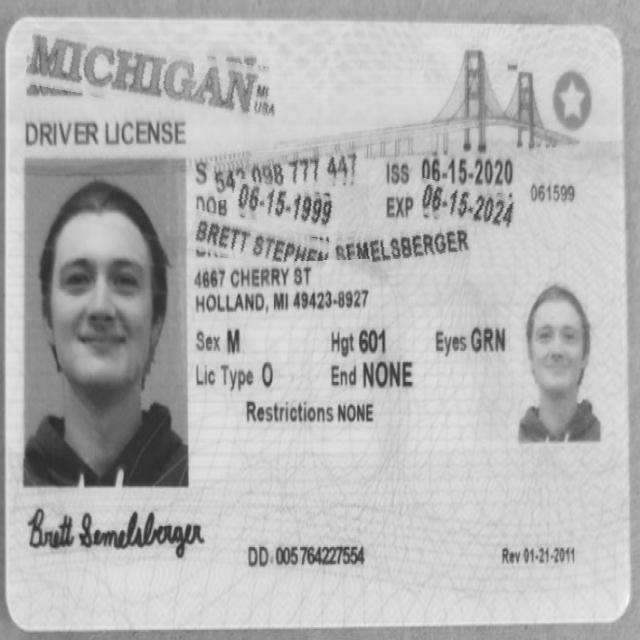 MICHIGAN MI USA
DRIVER LICENSE
S 542 098 777 447 ISS 06-15-2020
DOB 06-15-1999 EXP 06-15-2024 061599
BRETT STEPHEN SEMELSBERGER
4667 CHERRY ST
HOLLAND, MI 49423-8927
Sex M Hgt 601 Eyes GRN
Lic Type O End NONE
Restrictions NONE
Brett Semelsberger
DD 005764227554 Rev 01-21-2011